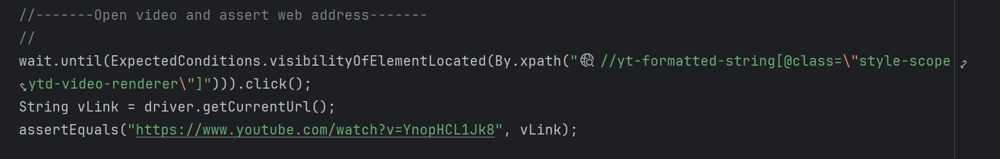 //-------Open video and assert web address-------
//
wait.until(ExpectedConditions.visibilityOfElementLocated(By.xpath("//yt-formatted-string[@class=\"style-scope
ytd-video-renderer\"]"))).click();
String vLink = driver.getCurrentUrl();
assertEquals("https://www.youtube.com/watch?v=YnopHCL1Jk8", vLink);